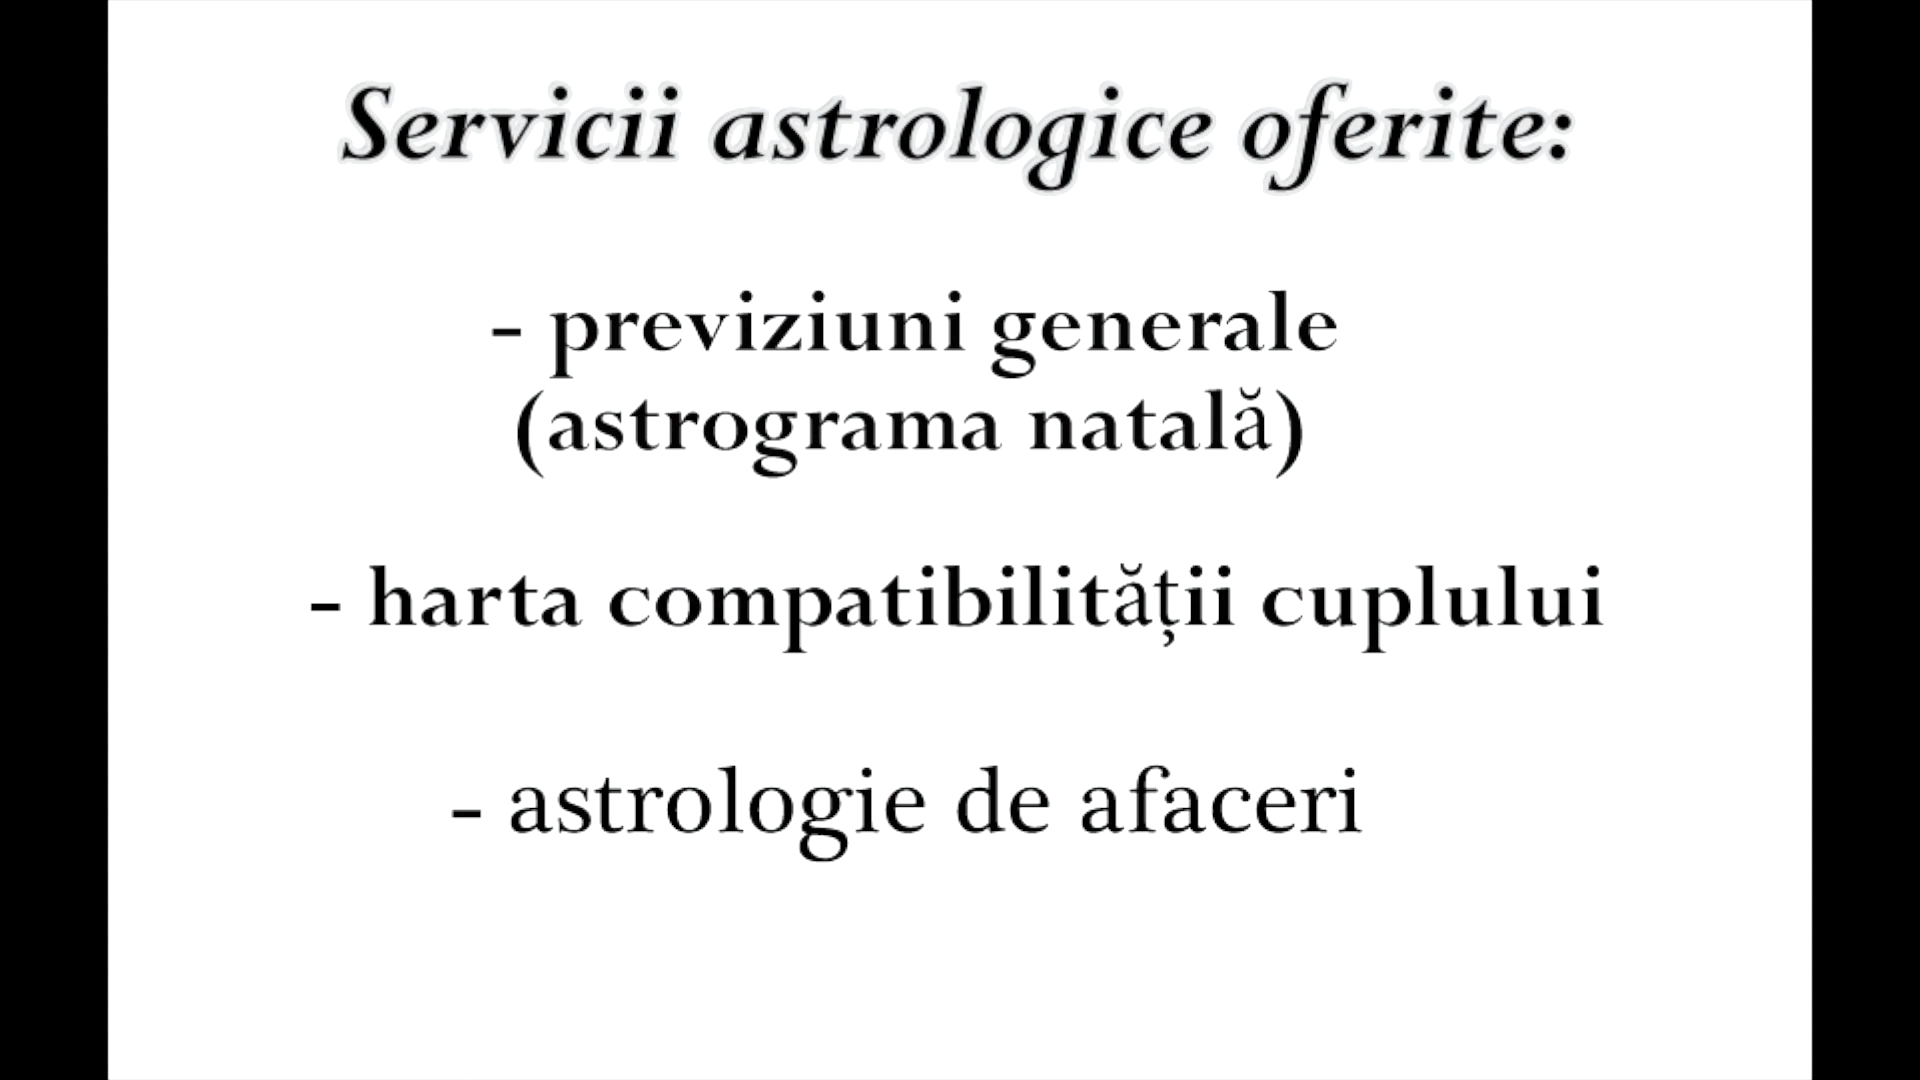 Servicii astrologice oferite:
- previziuni generale
(astrograma natală)
- harta compatibilității cuplului
- astrologie de afaceri